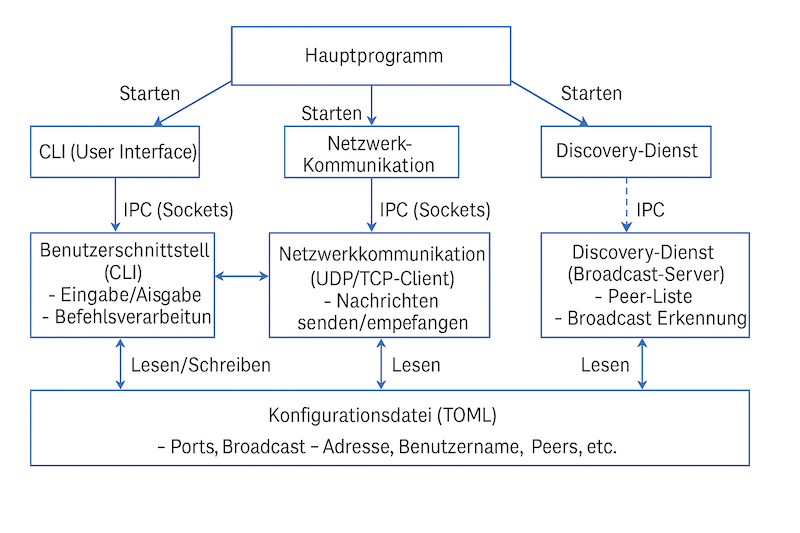 Hauptprogramm
Starten
Starten
Starten
CLI (User Interface)
Netzwerk-
Kommunikation
Discovery-Dienst
IPC (Sockets)
IPC (Sockets)
IPC
Benutzerschnittstell
(CLI)
- Eingabe/Aisgabe
- Befehlsverarbeitun
Netzwerkkommunikation
(UDP/TCP-Client)
- Nachrichten
senden/empefangen
Discovery-Dienst
(Broadcast-Server)
- Peer-Liste
- Broadcast Erkennung
Lesen/Schreiben
Lesen
Lesen
Konfigurationsdatei (TOML)
- Ports, Broadcast – Adresse, Benutzername, Peers, etc.